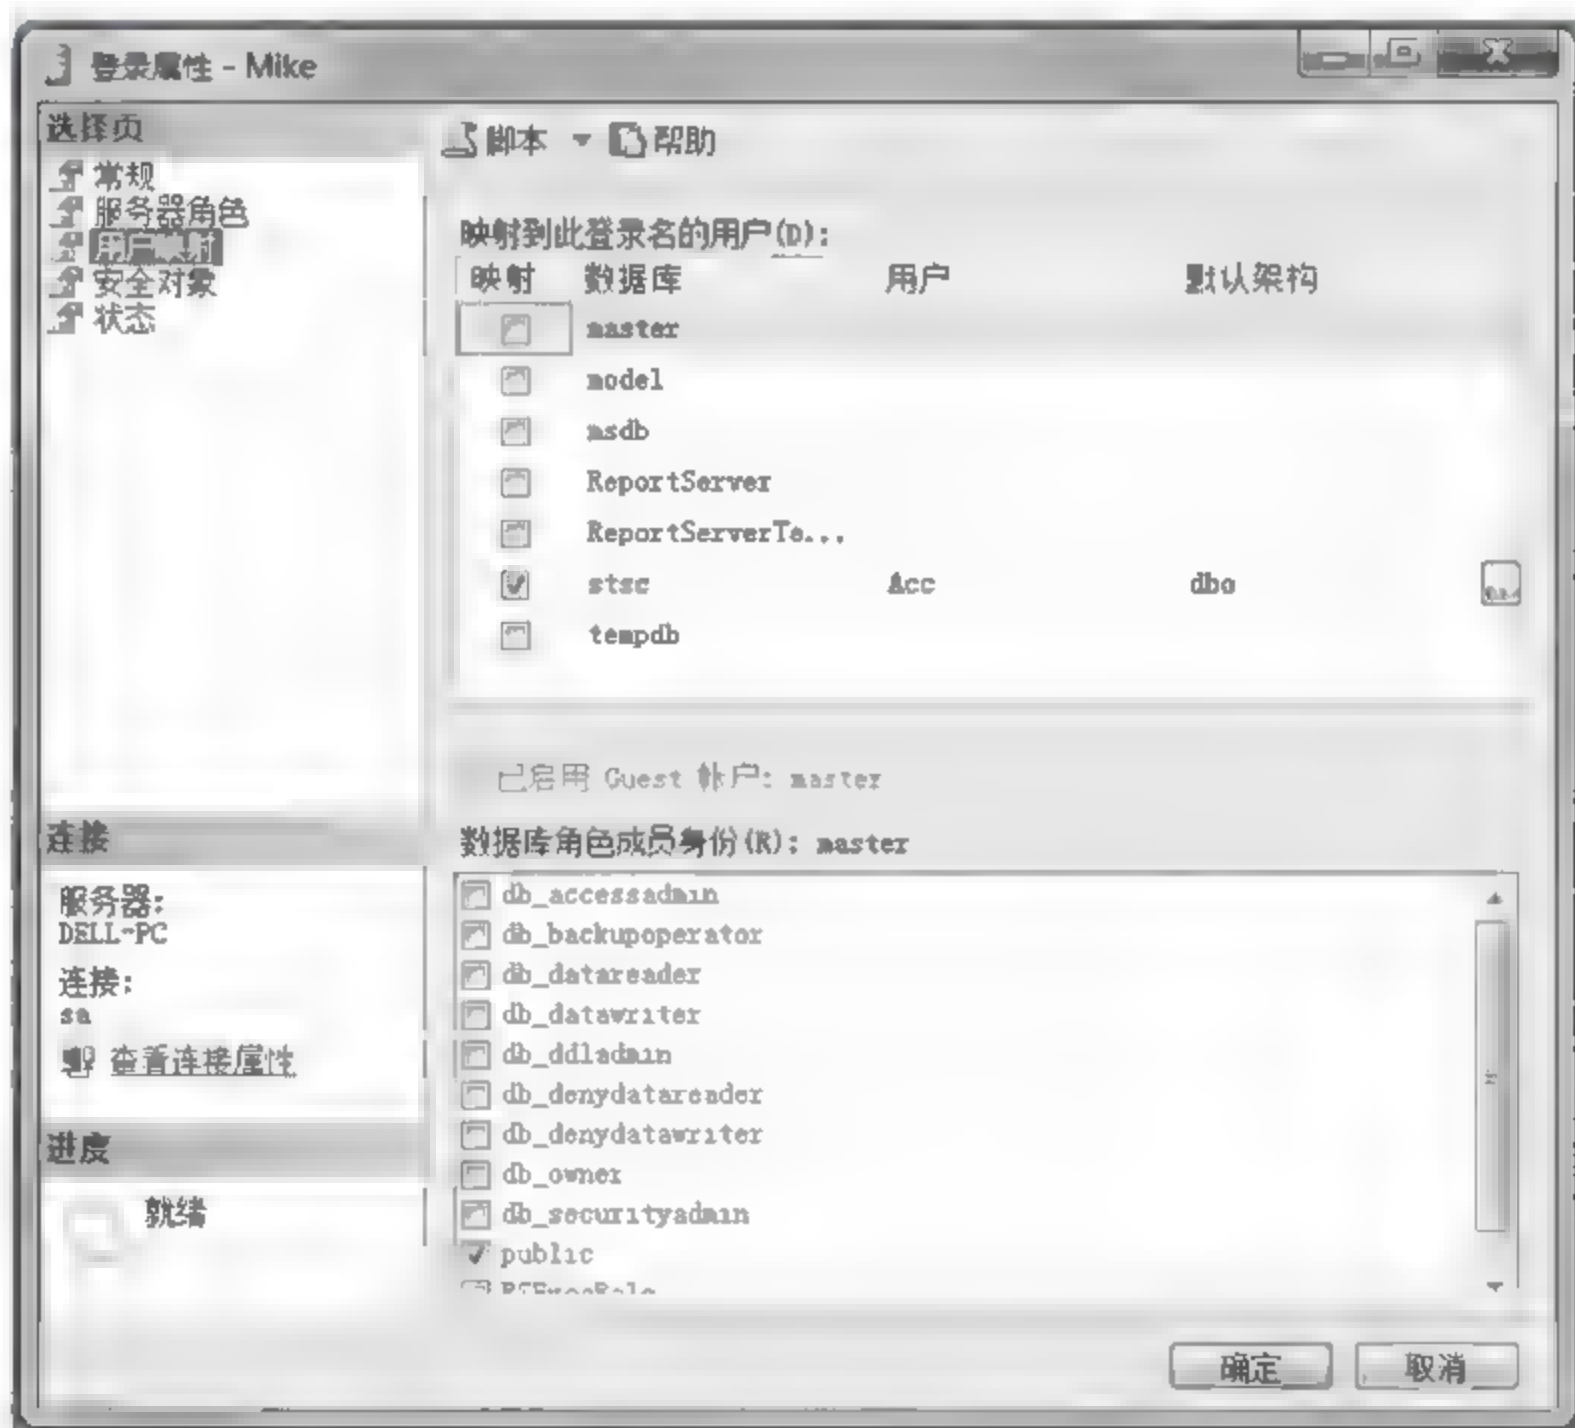 登录属性 - Mike
选择页
常规
服务器角色
用户映射
安全对象
状态
脚本 帮助
映射到此登录名的用户(D):
映射 数据库 用户 默认架构
master
model
msdb
ReportServer
ReportServerTe...
stsc Acc dbo
tempdb
已启用 Guest 帐户: master
数据库角色成员身份(R): master
db_accessadmin
db_backupoperator
db_datareader
db_datawriter
db_ddladmin
db_denydatareader
db_denydatawriter
db_owner
db_securityadmin
public
连接
服务器:
DELL-PC
连接:
sa
查看连接属性
进度
就绪
确定 取消